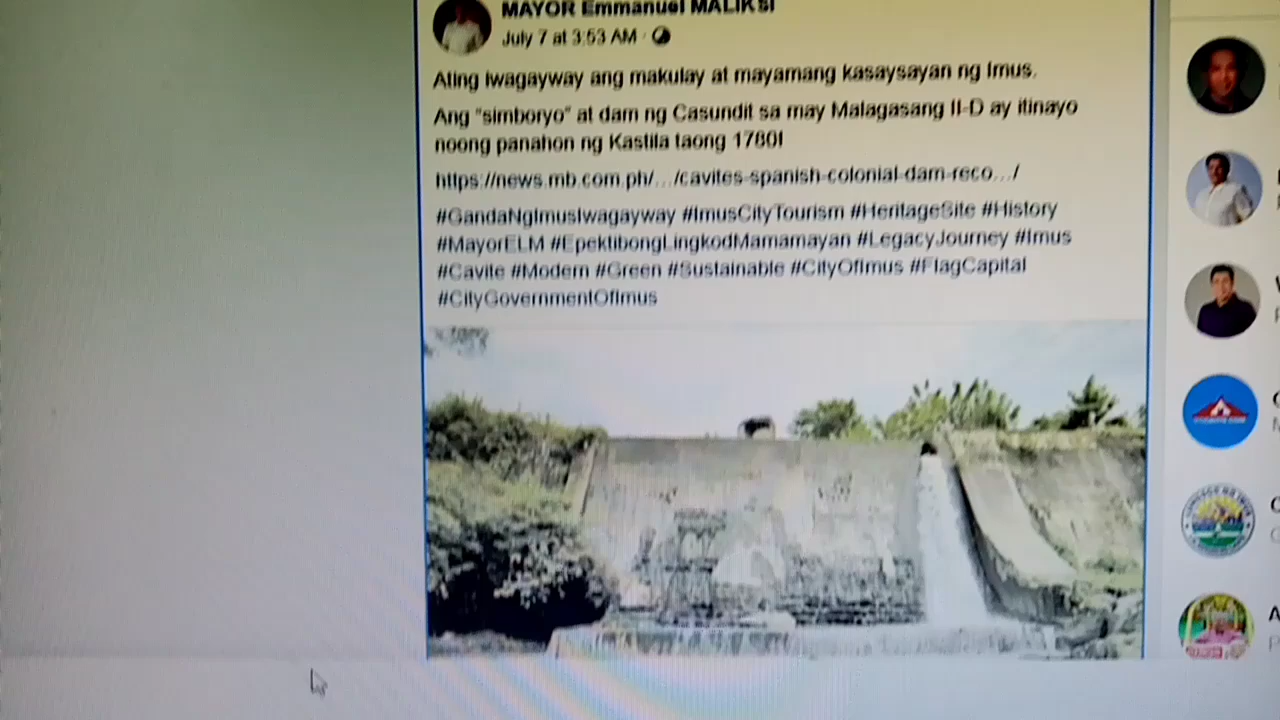 MAYOR Emmanuel MALIKSI
July 7 at 3:53 AM ·
Ating iwagayway ang makulay at mayamang kasaysayan ng Imus.
Ang "simboryo" at dam ng Casundit sa may Malagasang II-D ay itinayo
noong panahon ng Kastila taong 1780!
https://news.mb.com.ph/.../cavites-spanish-colonial-dam-reco.../
#GandaNgImusIwagayway #ImusCityTourism #HeritageSite #History
#MayorELM #EpektibongLingkodMamamayan #LegacyJourney #Imus
#Cavite #Modern #Green #Sustainable #CityOfImus #FlagCapital
#CityGovernmentOfImus